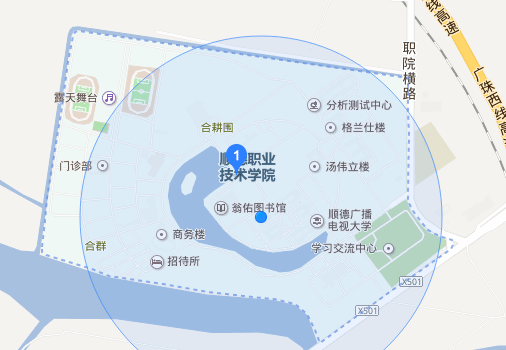 线高速
职院横路
广珠西线高速
露天舞台
分析测试中心
合耕围
格兰仕楼
1
顺德职业
技术学院
门诊部
汤伟立楼
翁佑图书馆
顺德广播
电视大学
商务楼
合群
学习交流中心
招待所
X501
X501